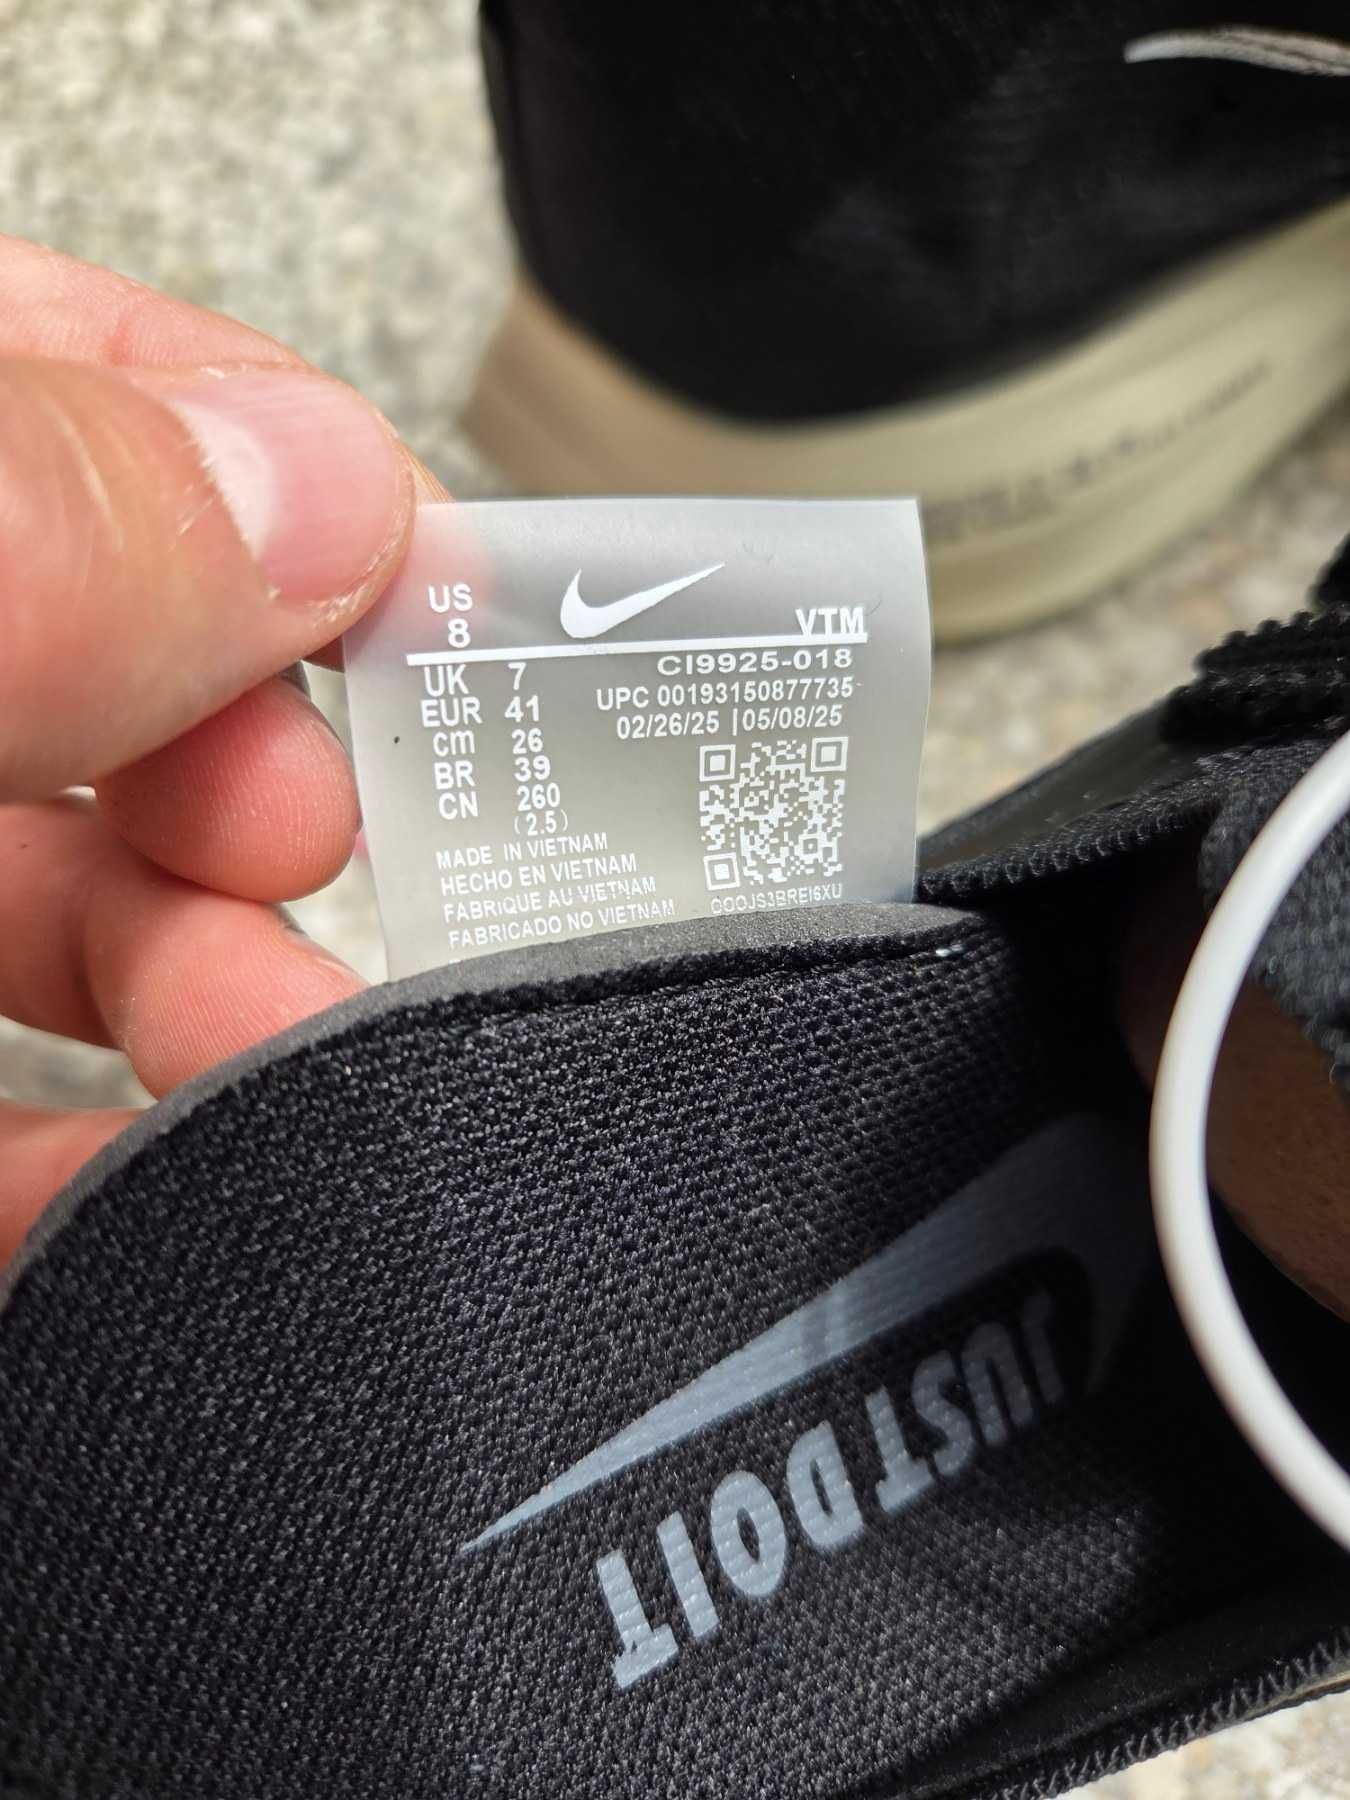 US
8
VTM
UK 7
CI9925-018
EUR 41
UPC 00193150877735
cm 26
02/26/25 | 05/08/25
BR 39
CN 260
(2.5)
MADE IN VIETNAM
HECHO EN VIETNAM
FABRIQUE AU VIETNAM
FABRICADO NO VIETNAM
JUST DO IT